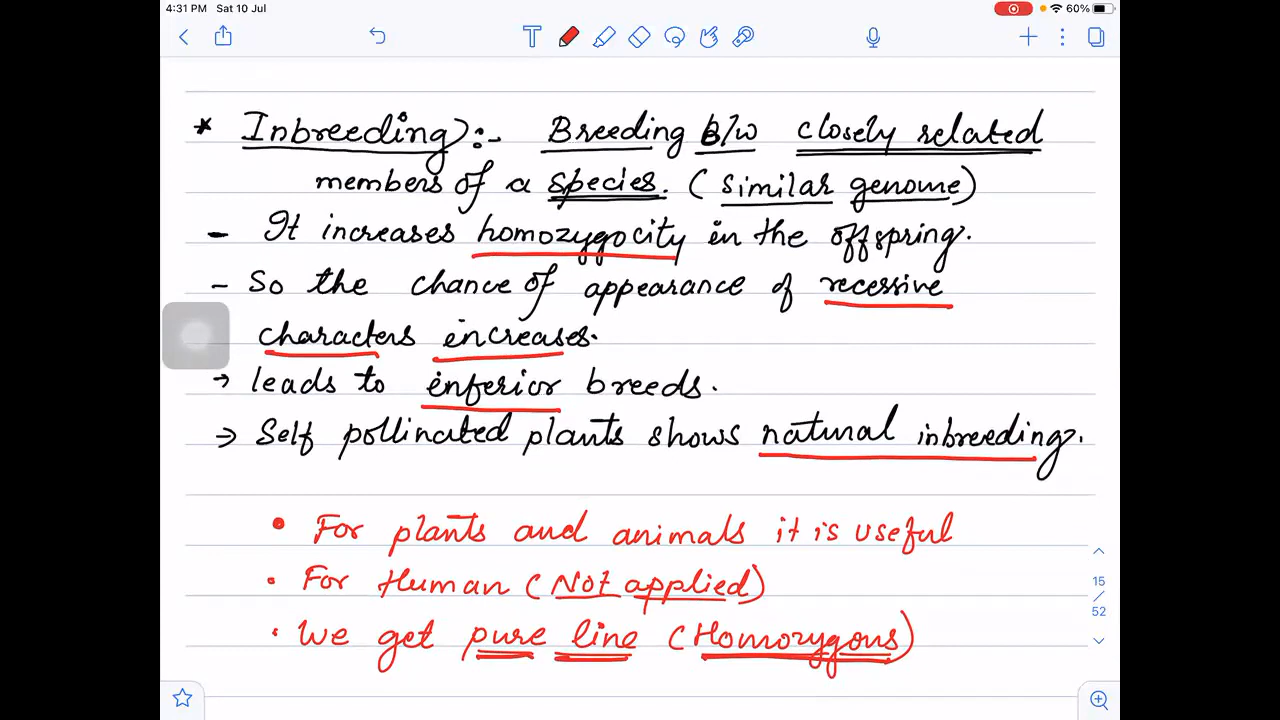 4:31 PM Sat 10 Jul
60%
* Inbreeding :- Breeding b/w closely related
members of a species. (similar genome)
- It increases homozygocity in the offspring.
- So the chance of appearance of recessive
characters increases.
→ leads to inferior breeds.
→ Self pollinated plants shows natural inbreeding.
• For plants and animals it is useful
• For Human (Not applied)
• We get pure line (Homozygous)
15
/
52